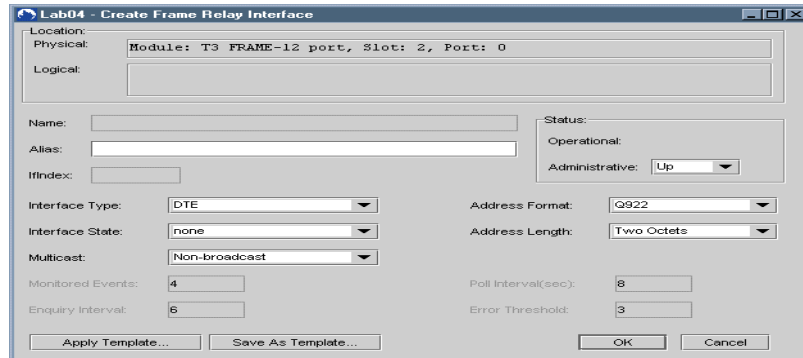 Lab04 - Create Frame Relay Interface
Location:
Physical: Module: T3 FRAME-12 port, Slot: 2, Port: 0
Logical:
Name:
Status:
Operational:
Alias:
Administrative: Up
IfIndex:
Interface Type: DTE Address Format: Q922
Interface State: none Address Length: Two Octets
Multicast: Non-broadcast
Monitored Events: 4 Poll Interval(sec): 8
Enquiry Interval: 6 Error Threshold: 3
Apply Template... Save As Template... OK Cancel